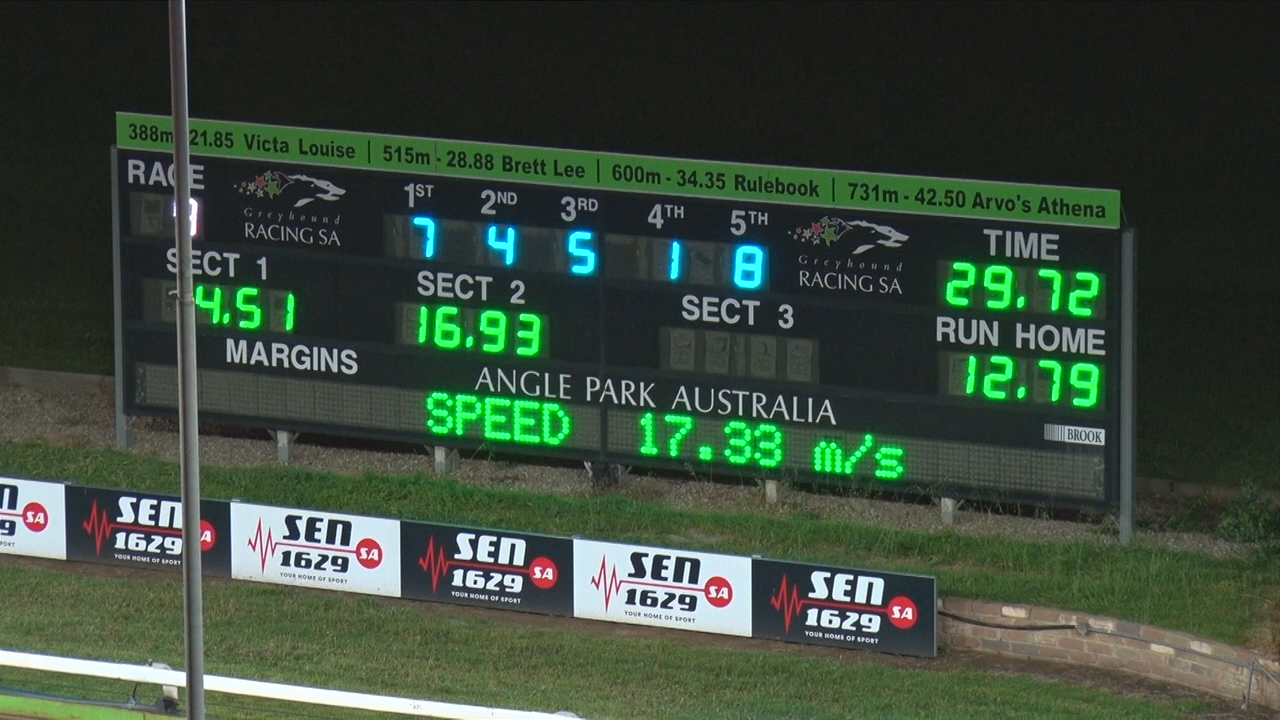 388m 21.85 Victa Louise | 515m - 28.88 Brett Lee | 600m - 34.35 Rulebook | 731m - 42.50 Arvo's Athena
RACE
Greyhound
RACING SA
1ST 2ND 3RD 4TH 5TH
7 4 5 1 8
Greyhound
RACING SA
TIME
29.72
SECT 1
4.51
SECT 2
16.93
SECT 3
RUN HOME
12.79
MARGINS
ANGLE PARK AUSTRALIA
SPEED 17.33 m/s
BROOK
SA
SEN
1629
SA
YOUR HOME OF SPORT
SEN
1629
SA
YOUR HOME OF SPORT
SEN
1629
SA
YOUR HOME OF SPORT
SEN
1629
SA
YOUR HOME OF SPORT
SEN
1629
SA
YOUR HOME OF SPORT